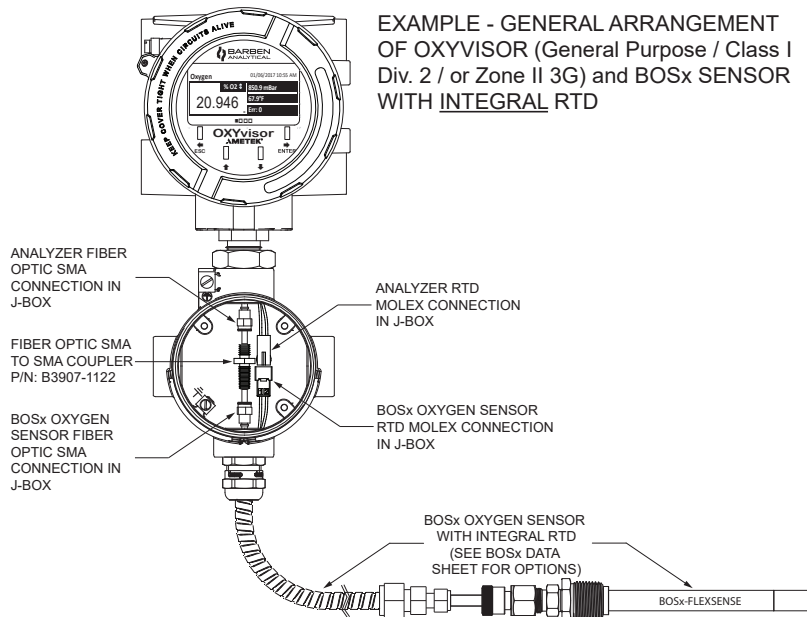 EXAMPLE - GENERAL ARRANGEMENT
OF OXYVISOR (General Purpose / Class I
Div. 2 / or Zone II 3G) and BOSx SENSOR
WITH INTEGRAL RTD
KEEP COVER TIGHT WHEN CIRCUITS ALIVE
BARBEN
ANALYTICAL
Oxygen
01/06/2017 10:55 AM
% O2
850.9 mBar
20.946
67.9°F
Err: 0
OXYvisor
AMETEK
ESC
ENTER
ANALYZER FIBER
OPTIC SMA
CONNECTION IN
J-BOX
ANALYZER RTD
MOLEX CONNECTION
IN J-BOX
FIBER OPTIC SMA
TO SMA COUPLER
P/N: B3907-1122
BOSx OXYGEN
SENSOR FIBER
OPTIC SMA
CONNECTION IN
J-BOX
BOSx OXYGEN SENSOR
RTD MOLEX CONNECTION
IN J-BOX
BOSx OXYGEN SENSOR
WITH INTEGRAL RTD
(SEE BOSx DATA
SHEET FOR OPTIONS)
BOSx-FLEXSENSE